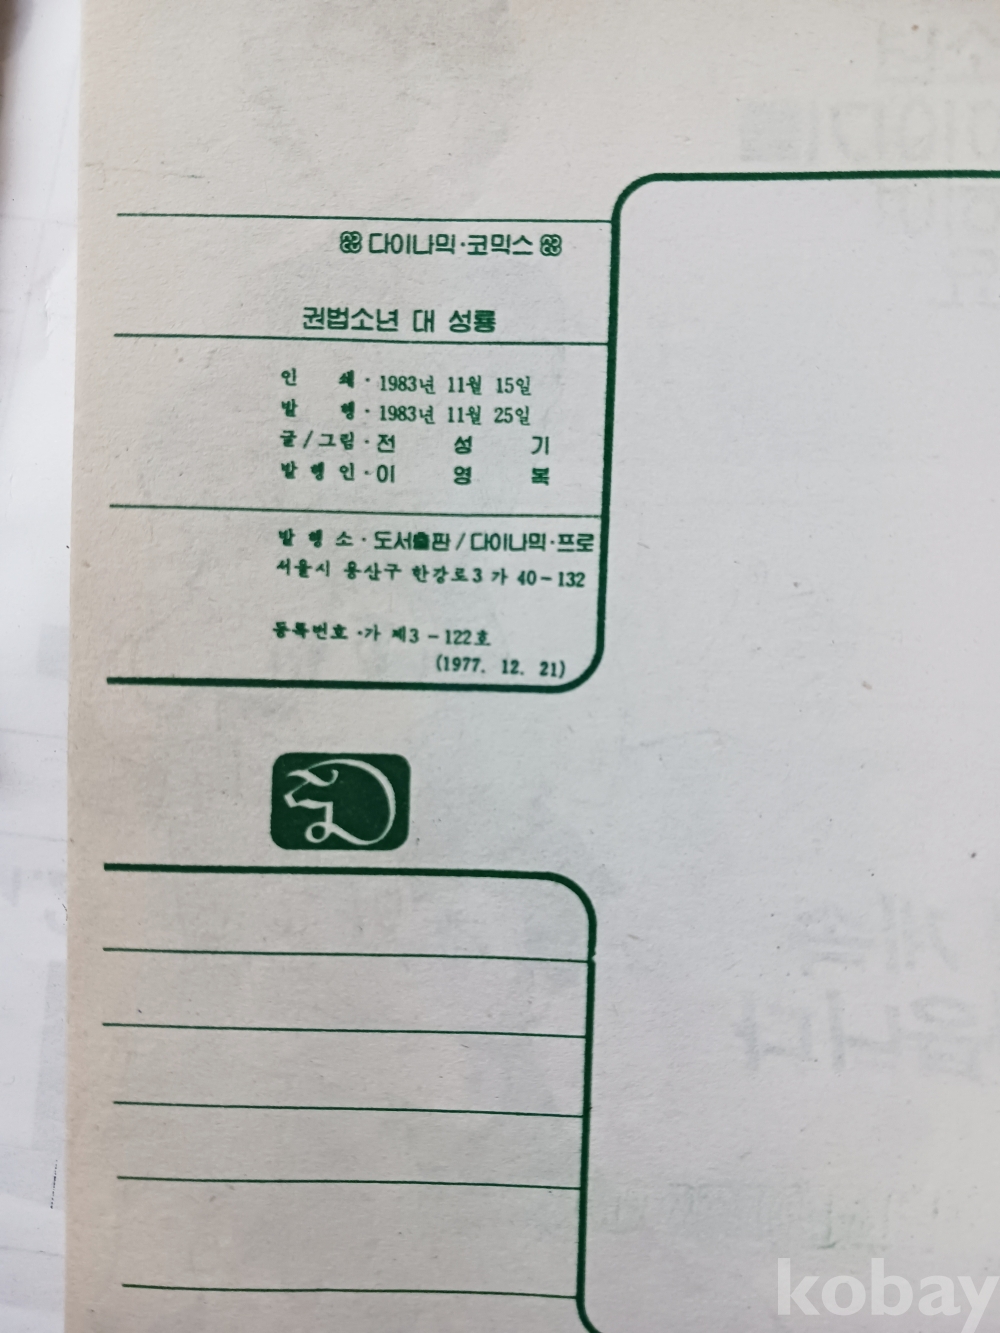 다이나믹·코믹스
권법소년 대 성룡
인 쇄·1983년 11월 15일
발 행·1983년 11월 25일
글/그림·전 성 기
발 행 인·이 영 복
발 행 소·도서출판/다이나믹·프로
서울시 용산구 한강로3가 40-132
등록번호·가 제3-122호
(1977. 12. 21)
kobay